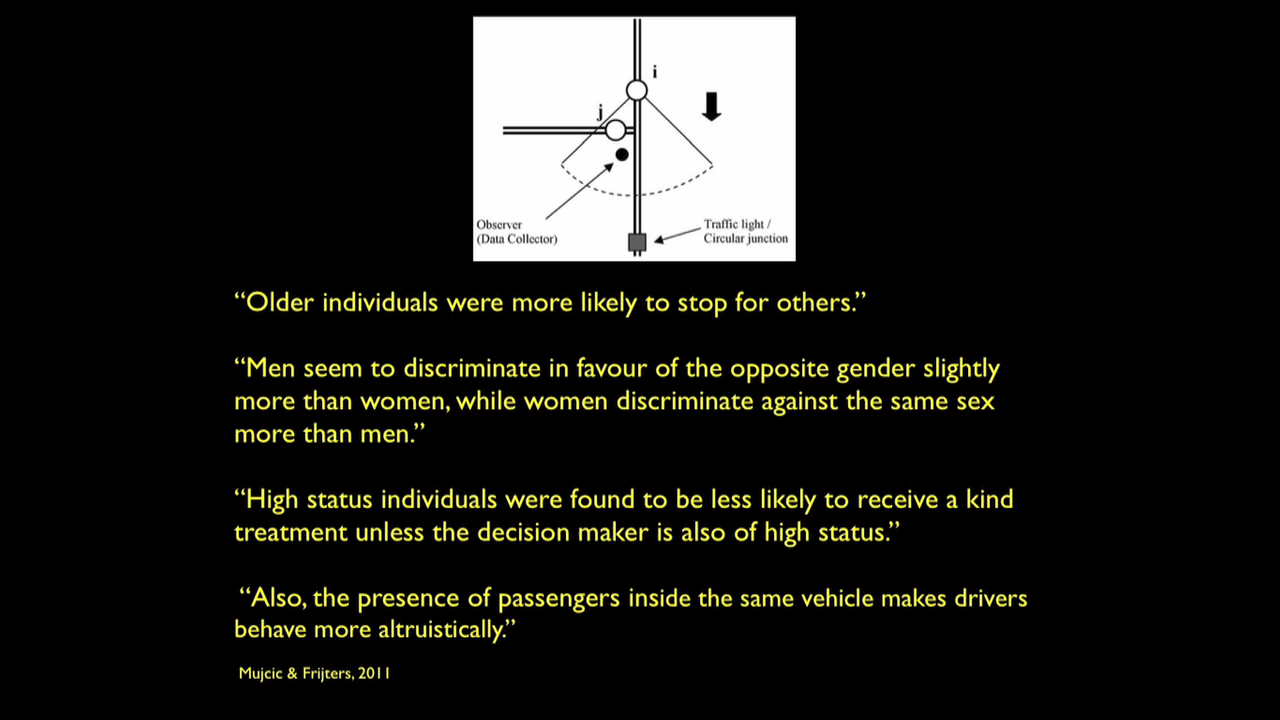 i
j
Observer
(Data Collector)
Traffic light /
Circular junction
“Older individuals were more likely to stop for others.”
“Men seem to discriminate in favour of the opposite gender slightly
more than women, while women discriminate against the same sex
more than men.”
“High status individuals were found to be less likely to receive a kind
treatment unless the decision maker is also of high status.”
“Also, the presence of passengers inside the same vehicle makes drivers
behave more altruistically.”
Mujcic & Frijters, 2011